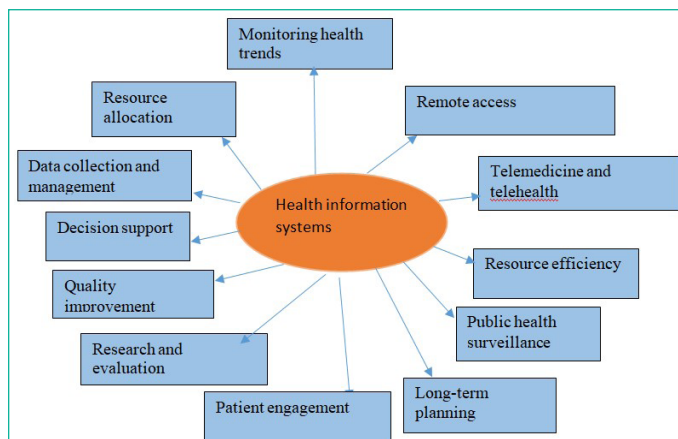 Monitoring health
trends
Resource
allocation
Remote access
Data collection and
management
Telemedicine and
telehealth
Health information
systems
Decision support
Resource efficiency
Quality
improvement
Public health
surveillance
Research and
evaluation
Long-term
planning
Patient engagement